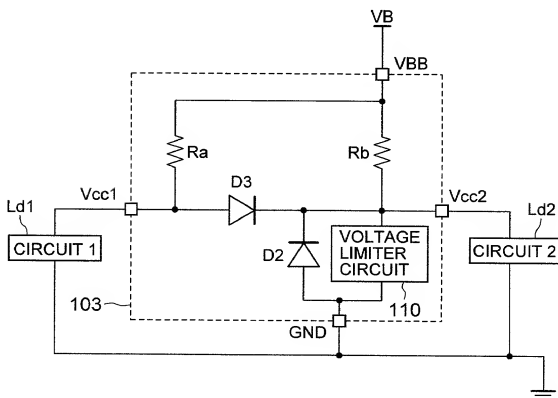 VB
VBB
Ra
Rb
D3
Vcc1
Vcc2
Ld1
Ld2
CIRCUIT 1
VOLTAGE
LIMITER
CIRCUIT
CIRCUIT 2
D2
103
110
GND